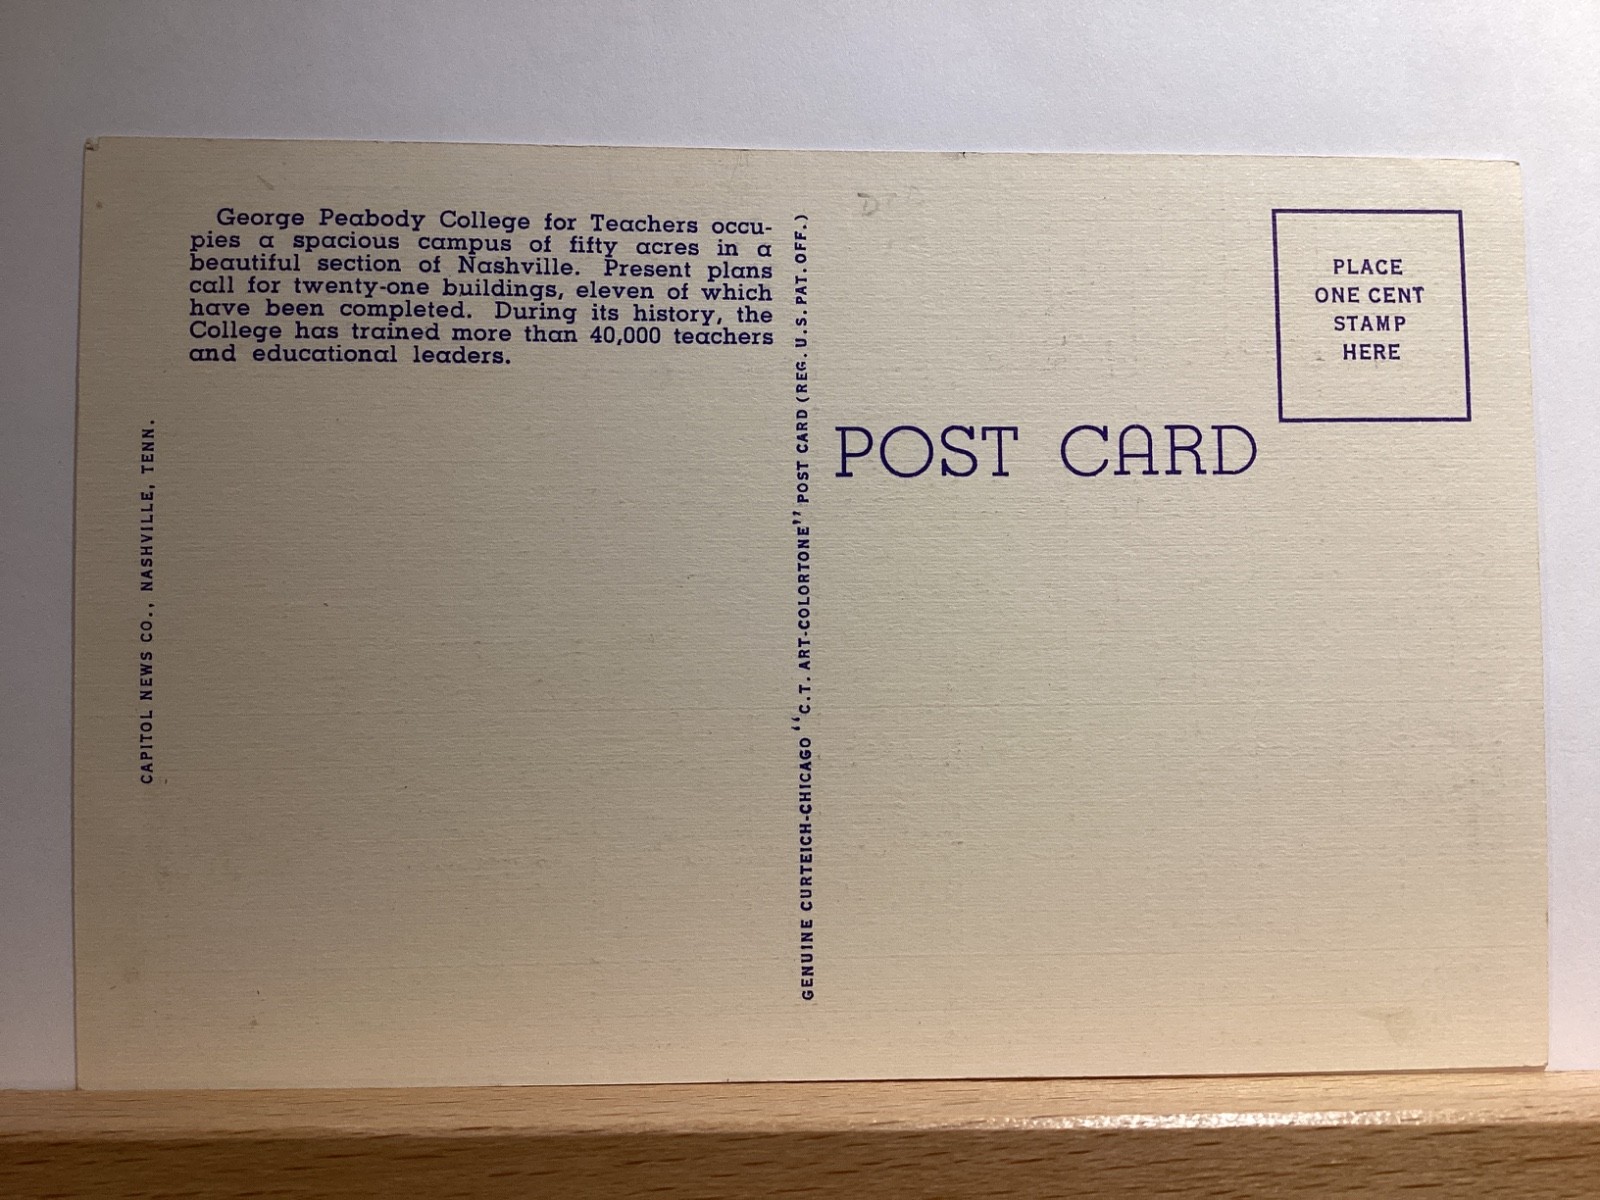 George Peabody College for Teachers occu-
pies a spacious campus of fifty acres in a
beautiful section of Nashville. Present plans
call for twenty-one buildings, eleven of which
have been completed. During its history, the
College has trained more than 40,000 teachers
and educational leaders.
CAPITOL NEWS CO., NASHVILLE, TENN.
GENUINE CURTEICH-CHICAGO "C.T. ART-COLORTONE" POST CARD (REG. U.S. PAT. OFF.)
POST CARD
PLACE
ONE CENT
STAMP
HERE